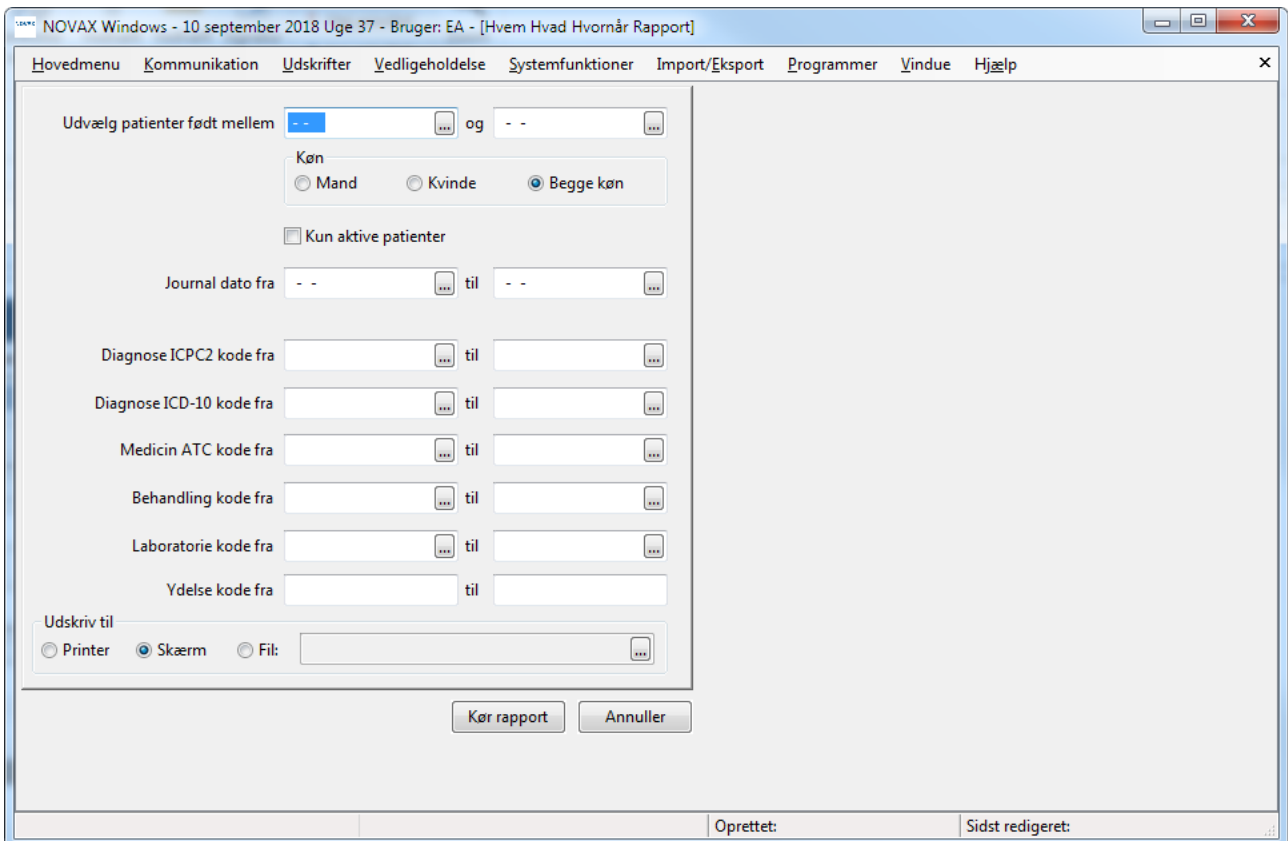 NOVAX Windows - 10 september 2018 Uge 37 - Bruger: EA - [Hvem Hvad Hvornår Rapport]
Hovedmenu Kommunikation Udskrifter Vedligeholdelse Systemfunktioner Import/Eksport Programmer Vindue Hjælp
Udvælg patienter født mellem - - ... og - - ...
Køn
Mand Kvinde Begge køn
Kun aktive patienter
Journal dato fra - - ... til - - ...
Diagnose ICPC2 kode fra ... til ...
Diagnose ICD-10 kode fra ... til ...
Medicin ATC kode fra ... til ...
Behandling kode fra ... til ...
Laboratorie kode fra ... til ...
Ydelse kode fra til
Udskriv til
Printer Skærm Fil: ...
Kør rapport Annuller
Oprettet: Sidst redigeret: